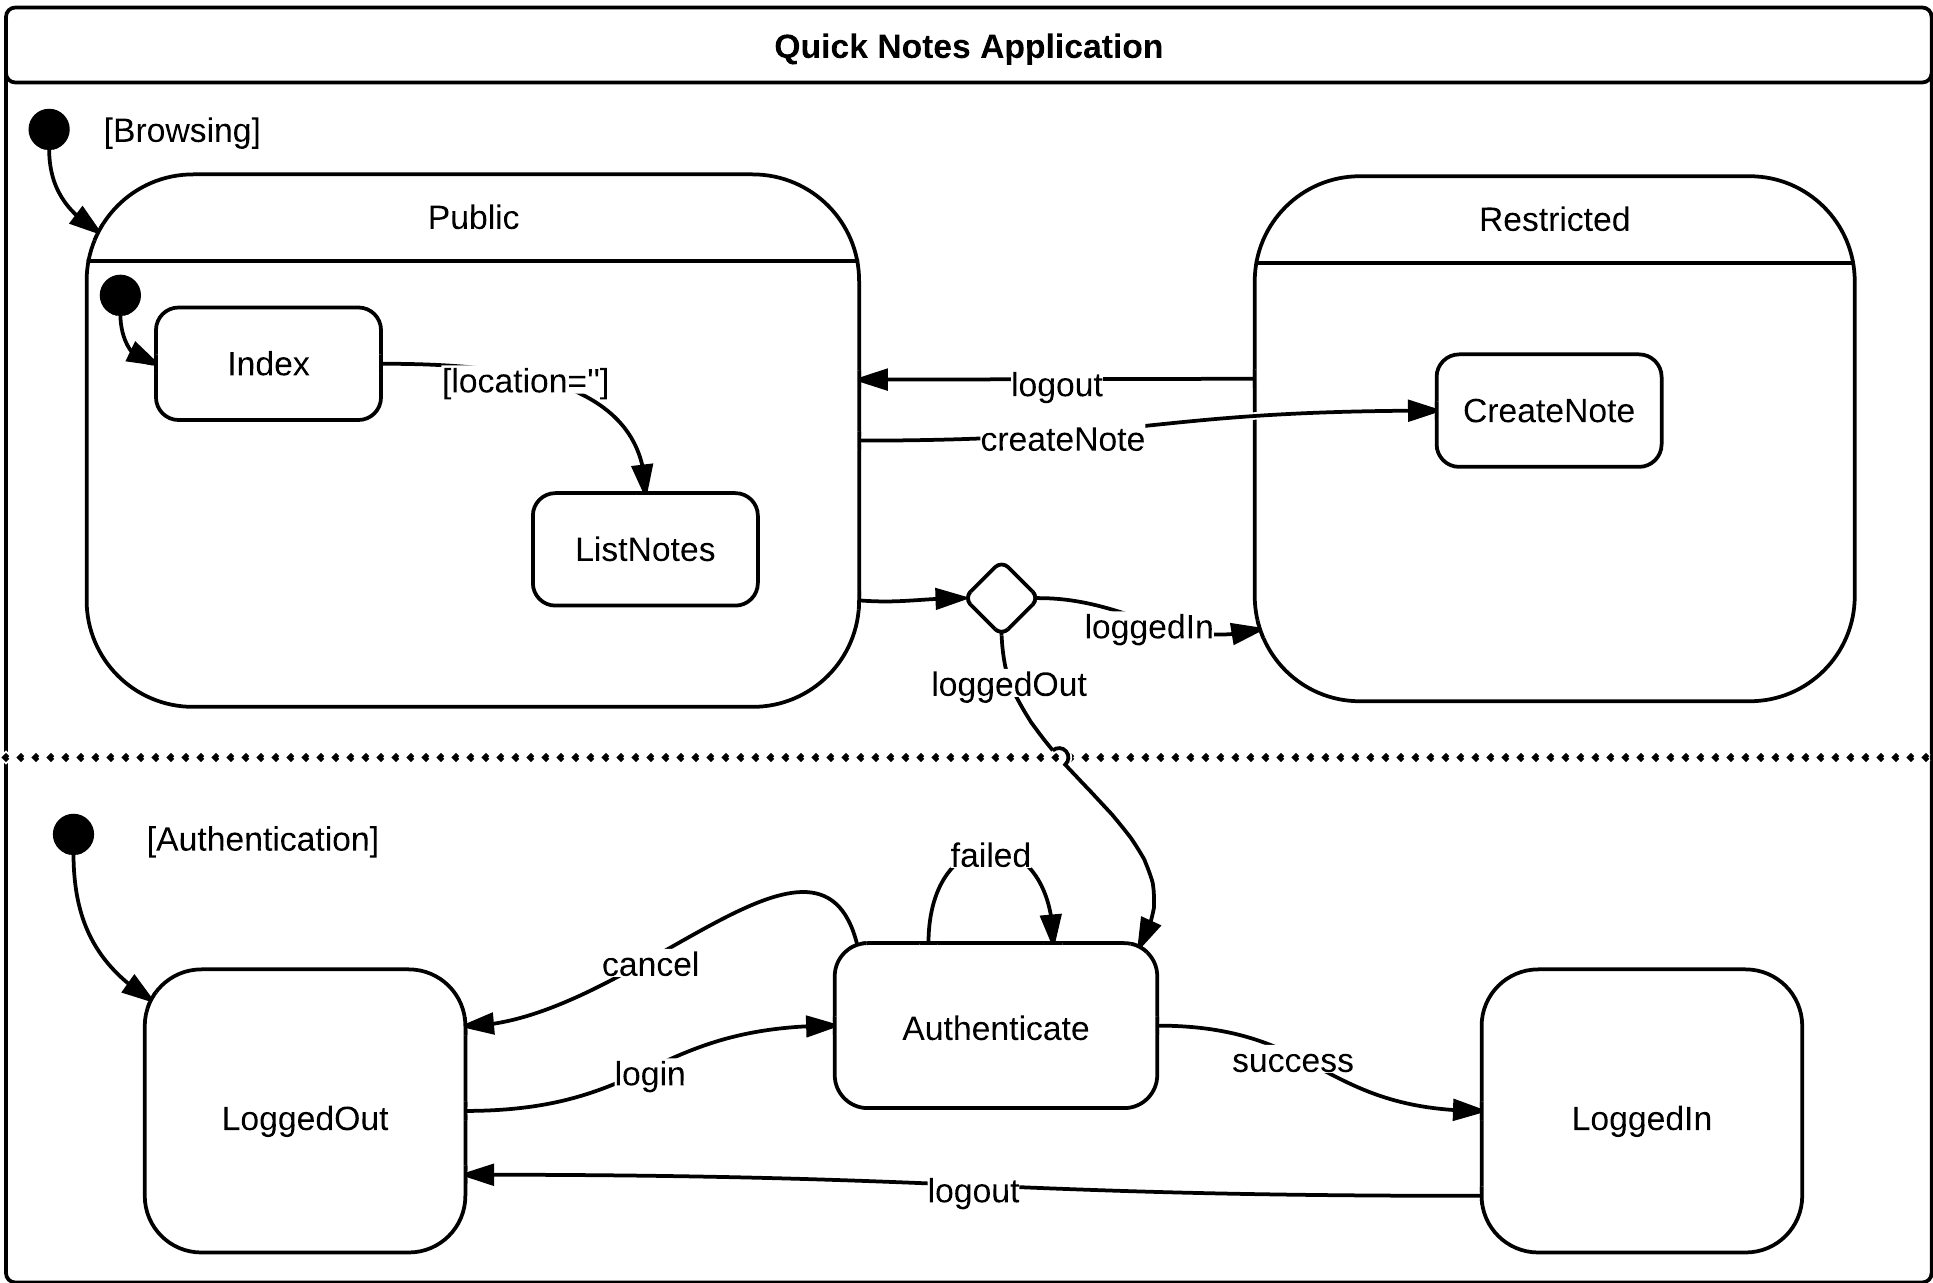 Quick Notes Application
[Browsing]
Public
Restricted
Index
[location='']
logout
createNote
CreateNote
ListNotes
loggedIn
loggedOut
[Authentication]
failed
cancel
Authenticate
login
success
LoggedOut
LoggedIn
logout